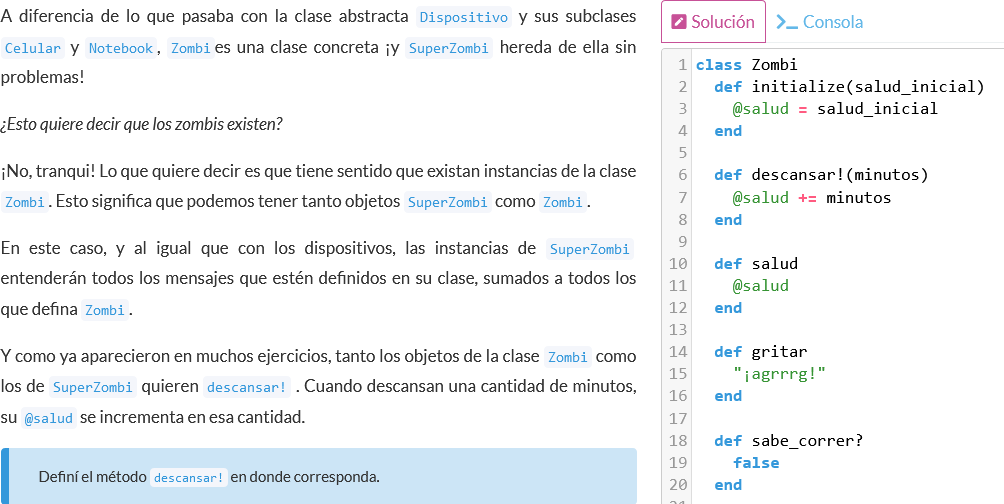 A diferencia de lo que pasaba con la clase abstracta Dispositivo y sus subclases
Celular y Notebook, Zombi es una clase concreta ¡y SuperZombi hereda de ella sin
problemas!
¿Esto quiere decir que los zombis existen?
¡No, tranqui! Lo que quiere decir es que tiene sentido que existan instancias de la clase
Zombi. Esto significa que podemos tener tanto objetos SuperZombi como Zombi.
En este caso, y al igual que con los dispositivos, las instancias de SuperZombi
entenderán todos los mensajes que estén definidos en su clase, sumados a todos los
que defina Zombi.
Y como ya aparecieron en muchos ejercicios, tanto los objetos de la clase Zombi como
los de SuperZombi quieren descansar! . Cuando descansan una cantidad de minutos,
su @salud se incrementa en esa cantidad.
Definí el método descansar! en donde corresponda.
Solución >_ Consola
1 class Zombi
2 def initialize(salud_inicial)
3 @salud = salud_inicial
4 end
5
6 def descansar!(minutos)
7 @salud += minutos
8 end
9
10 def salud
11 @salud
12 end
13
14 def gritar
15 "¡agrrrg!"
16 end
17
18 def sabe_correr?
19 false
20 end